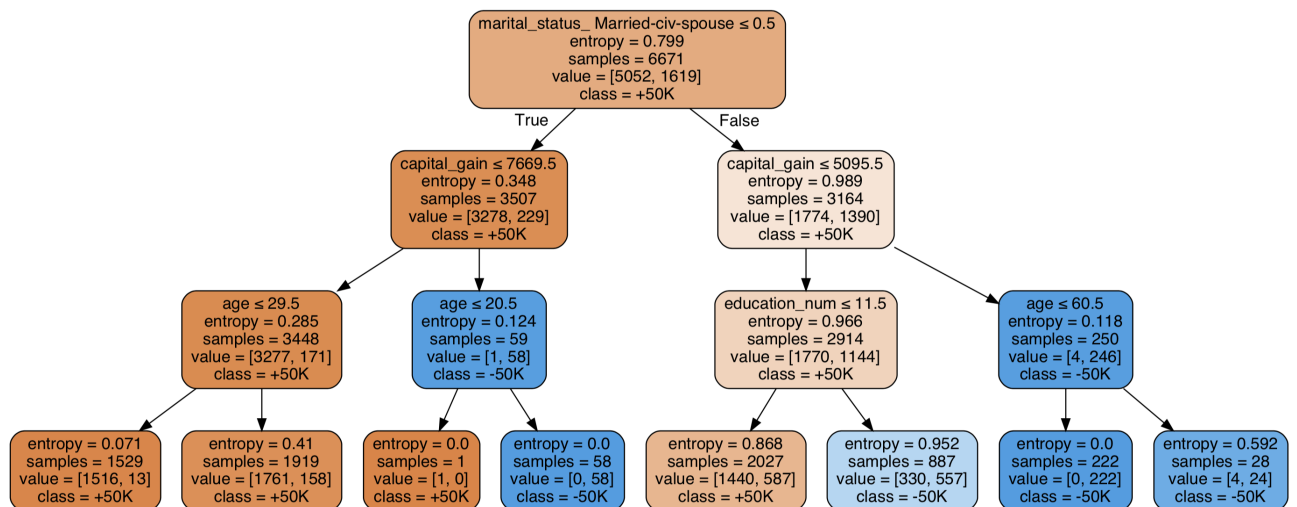 marital_status_ Married-civ-spouse ≤ 0.5
entropy = 0.799
samples = 6671
value = [5052, 1619]
class = +50K
True
False
capital_gain ≤ 7669.5
entropy = 0.348
samples = 3507
value = [3278, 229]
class = +50K
capital_gain ≤ 5095.5
entropy = 0.989
samples = 3164
value = [1774, 1390]
class = +50K
age ≤ 29.5
entropy = 0.285
samples = 3448
value = [3277, 171]
class = +50K
age ≤ 20.5
entropy = 0.124
samples = 59
value = [1, 58]
class = -50K
education_num ≤ 11.5
entropy = 0.966
samples = 2914
value = [1770, 1144]
class = +50K
age ≤ 60.5
entropy = 0.118
samples = 250
value = [4, 246]
class = -50K
entropy = 0.071
samples = 1529
value = [1516, 13]
class = +50K
entropy = 0.41
samples = 1919
value = [1761, 158]
class = +50K
entropy = 0.0
samples = 1
value = [1, 0]
class = +50K
entropy = 0.0
samples = 58
value = [0, 58]
class = -50K
entropy = 0.868
samples = 2027
value = [1440, 587]
class = +50K
entropy = 0.952
samples = 887
value = [330, 557]
class = -50K
entropy = 0.0
samples = 222
value = [0, 222]
class = -50K
entropy = 0.592
samples = 28
value = [4, 24]
class = -50K